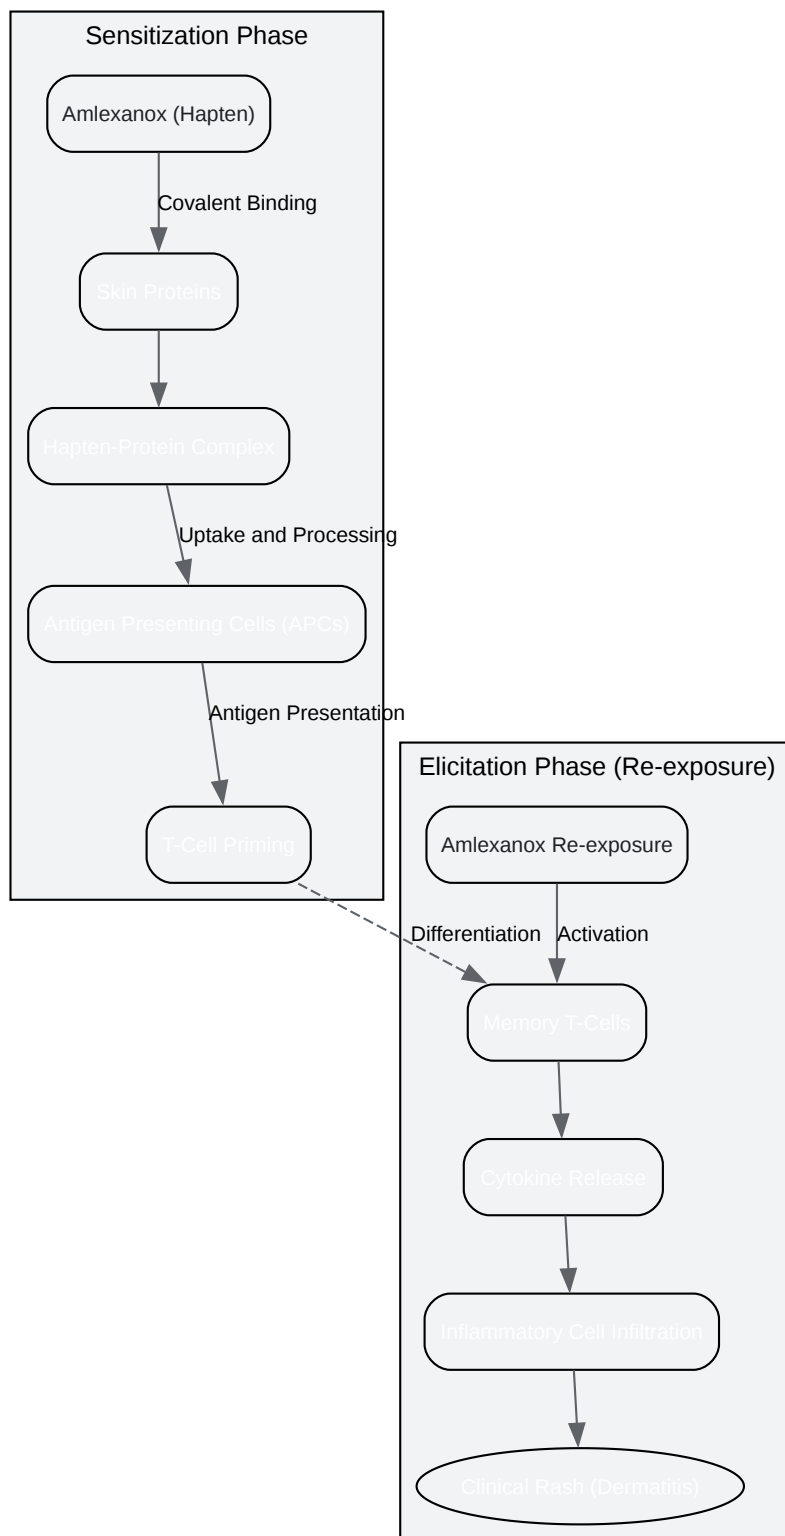 Sensitization Phase
Amlexanox (Hapten)
Covalent Binding
Skin Proteins
Hapten-Protein Complex
Uptake and Processing
Antigen Presenting Cells (APCs)
Antigen Presentation
T-Cell Priming
Elicitation Phase (Re-exposure)
Amlexanox Re-exposure
Differentiation
Activation
Memory T-Cells
Cytokine Release
Inflammatory Cell Infiltration
Clinical Rash (Dermatitis)